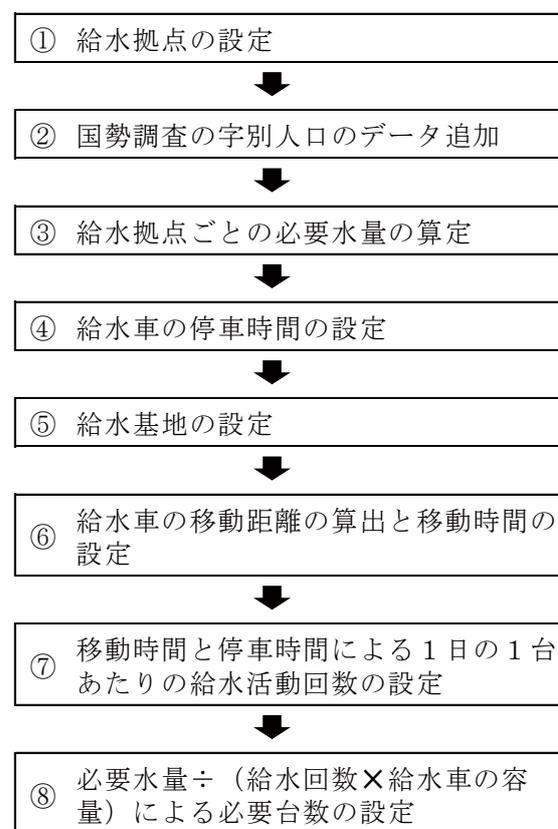 ① 給水拠点の設定
② 国勢調査の字別人口のデータ追加
③ 給水拠点ごとの必要水量の算定
④ 給水車の停車時間の設定
⑤ 給水基地の設定
⑥ 給水車の移動距離の算出と移動時間の
設定
⑦ 移動時間と停車時間による1日の1台
あたりの給水活動回数の設定
⑧ 必要水量÷(給水回数×給水車の容
量)による必要台数の設定